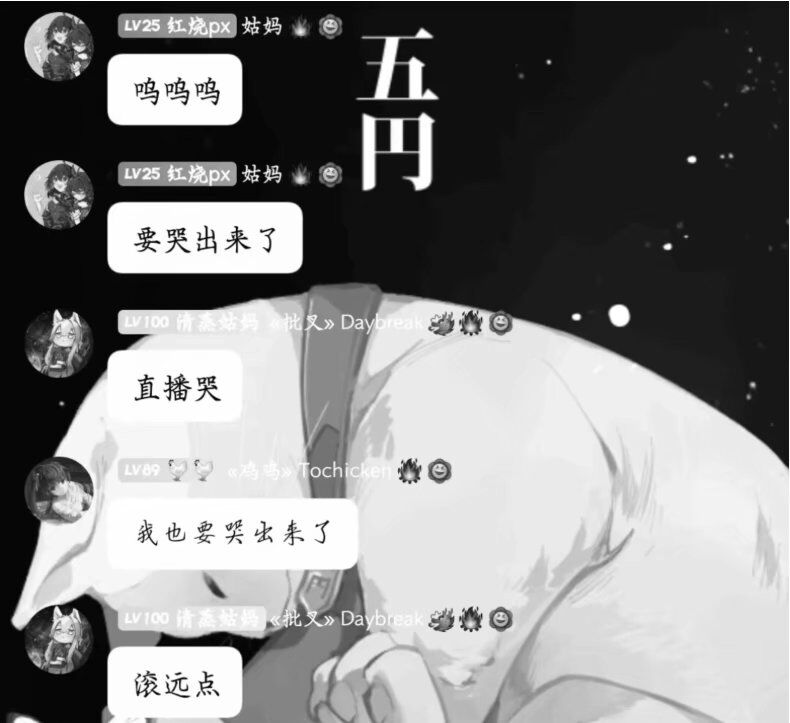 LV25 红烧px 姑妈
五円
呜呜呜
LV25 红烧px 姑妈
要哭出来了
LV100 清蒸姑妈 «批叉» Daybreak
直播哭
LV89 «鸡鸣» Tochicken
我也要哭出来了
LV100 清蒸姑妈 «批叉» Daybreak
滚远点